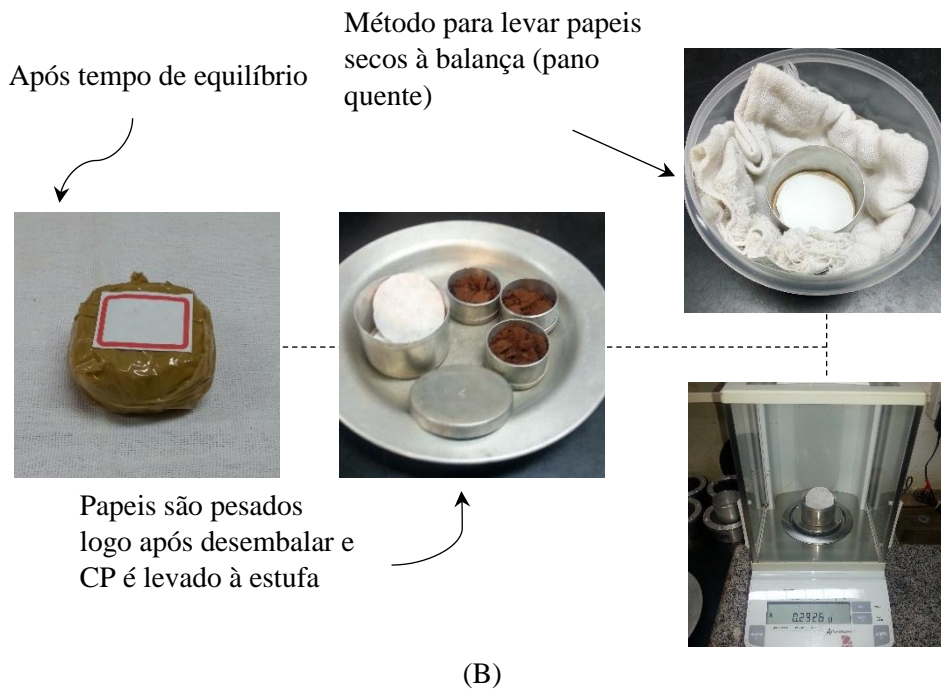 Método para levar papeis
secos à balança (pano
quente)
Após tempo de equilíbrio
Papeis são pesados
logo após desembalar e
CP é levado à estufa
0.2926 g
(B)